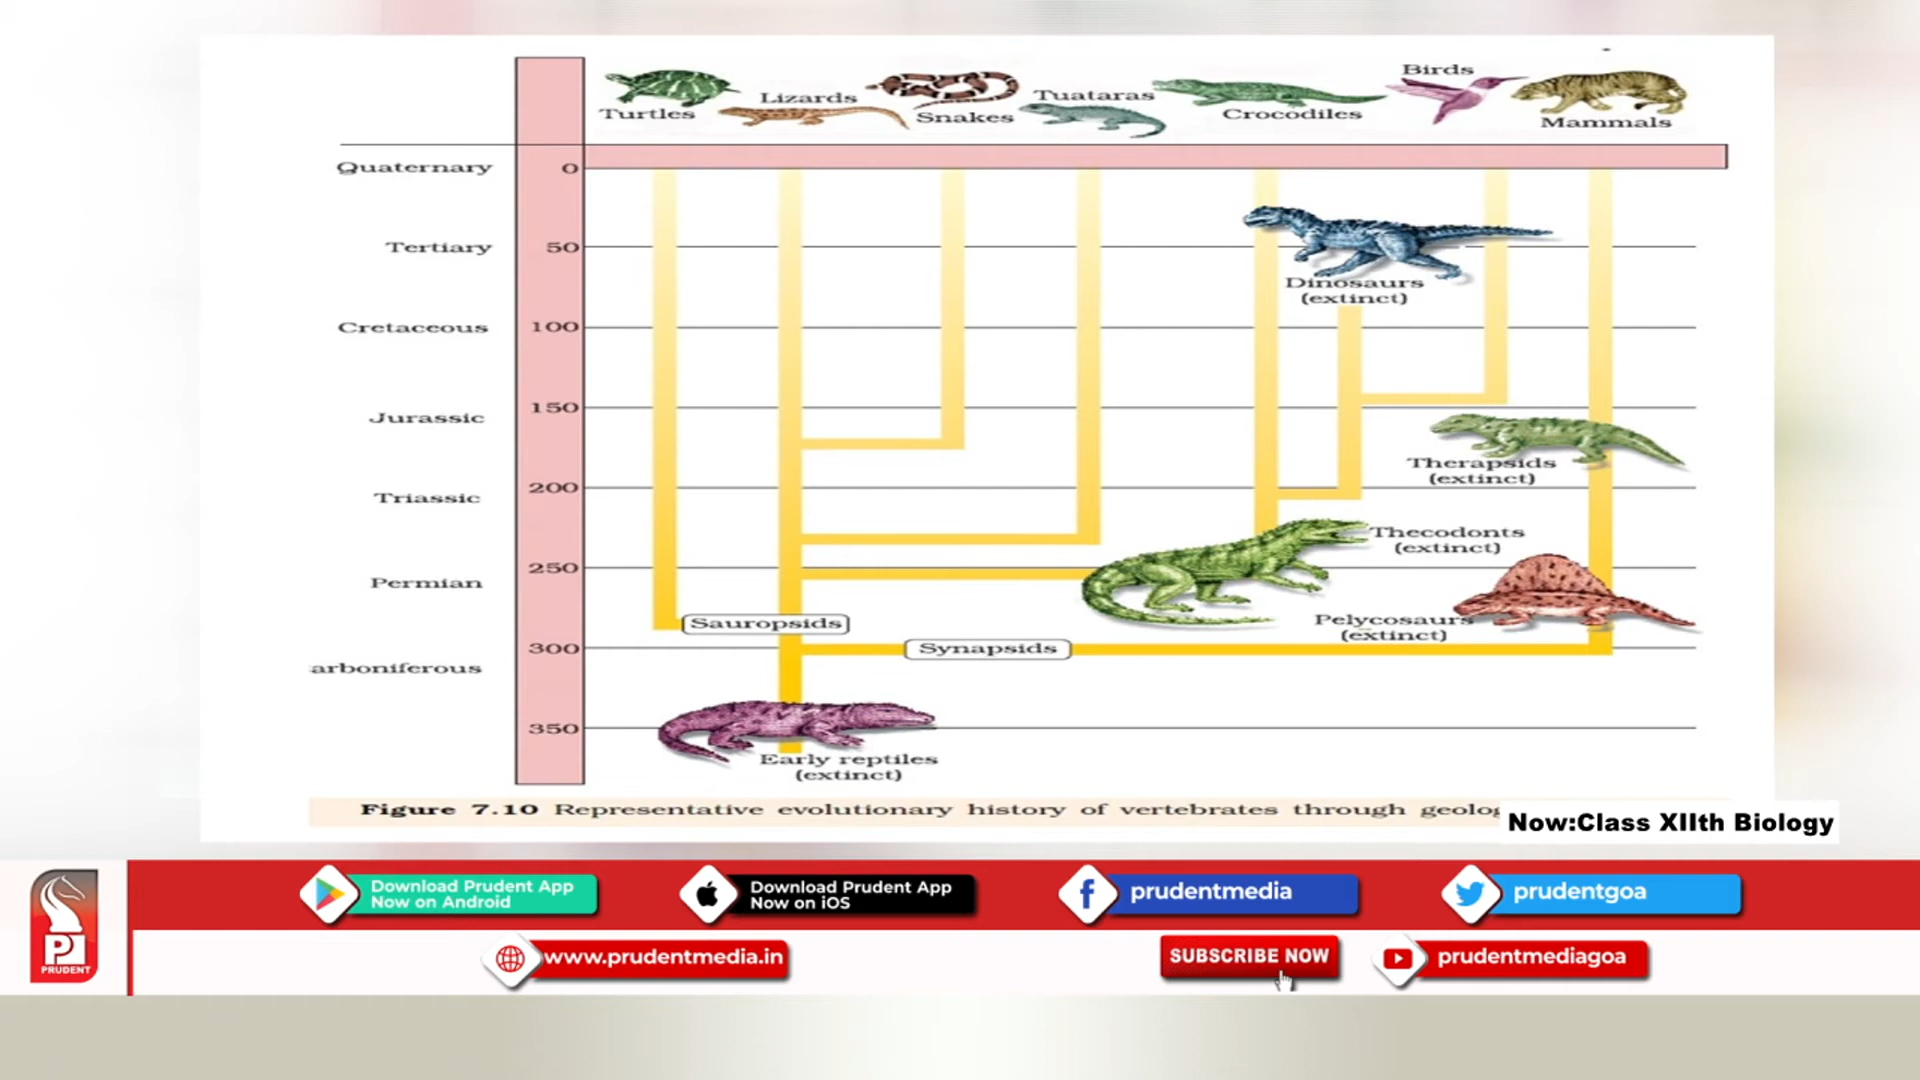 Birds
Turtles
Lizards
Snakes
Tuataras
Crocodiles
Mammals
Quaternary
0
Tertiary
50
Dinosaurs
(extinct)
Cretaceous
100
Jurassic
150
Therapsids
(extinct)
Triassic
200
Thecodonts
(extinct)
Permian
250
Sauropsids
Pelycosaurs
(extinct)
Synapsids
300
arboniferous
350
Early reptiles
(extinct)
Figure 7.10 Representative evolutionary history of vertebrates through geolog
Now:Class XIIth Biology
Download Prudent App
Now on Android
Download Prudent App
Now on iOS
prudentmedia
prudentgoa
PRUDENT
www.prudentmedia.in
SUBSCRIBE NOW
prudentmediagoa